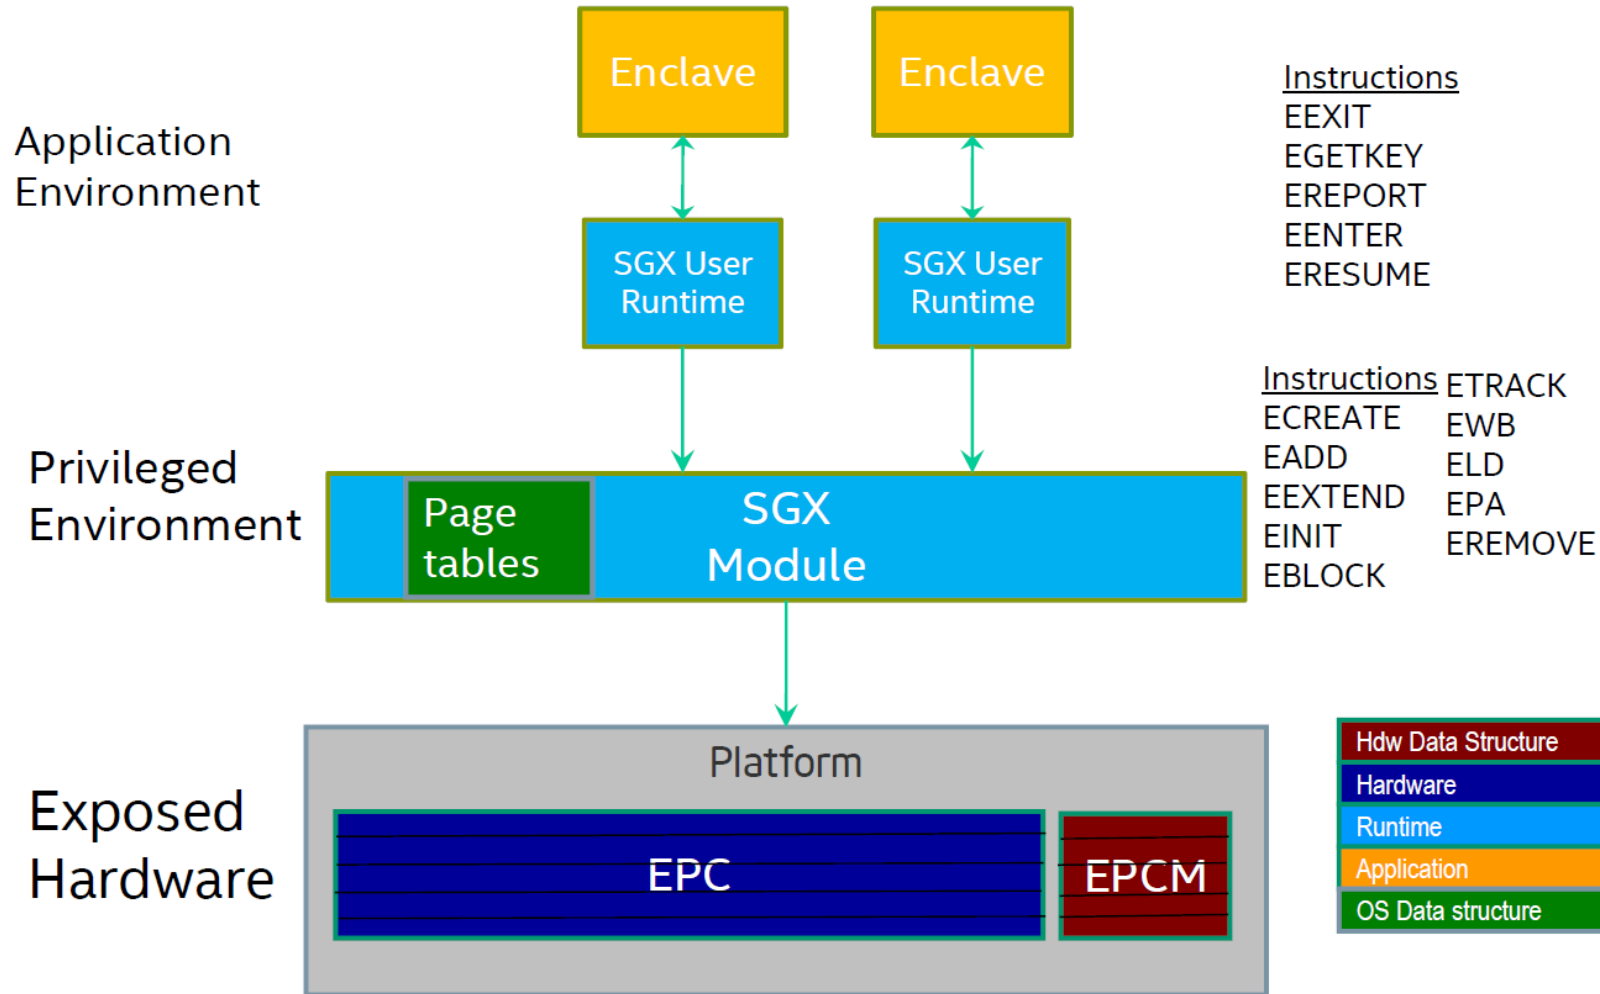 Enclave
Enclave
Application
Environment
SGX User
Runtime
SGX User
Runtime
Instructions
EEXIT
EGETKEY
EREPORT
EENTER
ERESUME
Privileged
Environment
Page
tables
SGX
Module
Instructions
ECREATE
EADD
EEXTEND
EINIT
EBLOCK
ETRACK
EWB
ELD
EPA
EREMOVE
Exposed
Hardware
Platform
EPC
EPCM
Hdw Data Structure
Hardware
Runtime
Application
OS Data structure